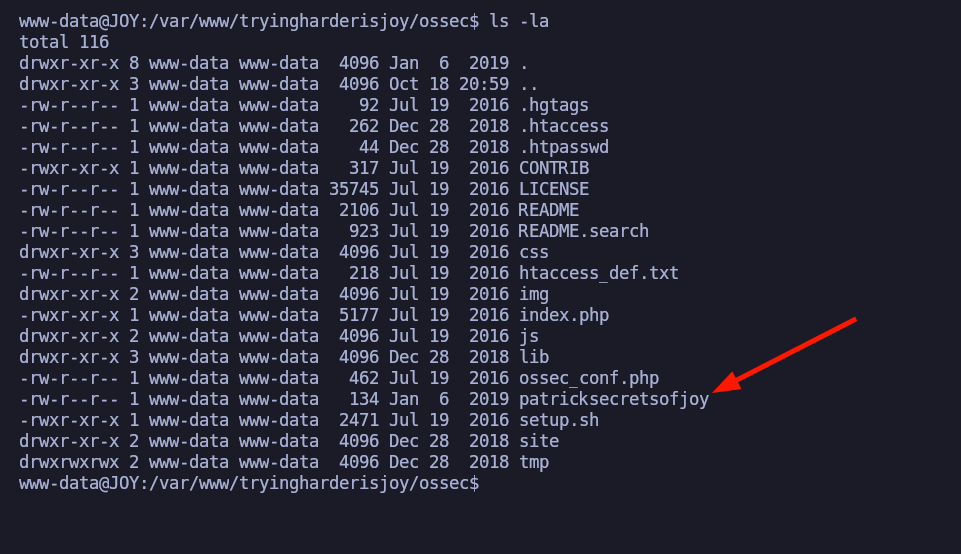 www-data@JOY:/var/www/tryingharderisjoy/ossec$ ls -la
total 116
drwxr-xr-x 8 www-data www-data  4096 Jan  6  2019 .
drwxr-xr-x 3 www-data www-data  4096 Oct 18 20:59 ..
-rw-r--r-- 1 www-data www-data    92 Jul 19  2016 .hgtags
-rw-r--r-- 1 www-data www-data   262 Dec 28  2018 .htaccess
-rw-r--r-- 1 www-data www-data    44 Dec 28  2018 .htpasswd
-rwxr-xr-x 1 www-data www-data   317 Jul 19  2016 CONTRIB
-rw-r--r-- 1 www-data www-data 35745 Jul 19  2016 LICENSE
-rw-r--r-- 1 www-data www-data  2106 Jul 19  2016 README
-rw-r--r-- 1 www-data www-data   923 Jul 19  2016 README.search
drwxr-xr-x 3 www-data www-data  4096 Jul 19  2016 css
-rw-r--r-- 1 www-data www-data   218 Jul 19  2016 htaccess_def.txt
drwxr-xr-x 2 www-data www-data  4096 Jul 19  2016 img
-rwxr-xr-x 1 www-data www-data  5177 Jul 19  2016 index.php
drwxr-xr-x 2 www-data www-data  4096 Jul 19  2016 js
drwxr-xr-x 3 www-data www-data  4096 Dec 28  2018 lib
-rw-r--r-- 1 www-data www-data   462 Jul 19  2016 ossec_conf.php
-rw-r--r-- 1 www-data www-data   134 Jan  6  2019 patricksecretsofjoy
-rwxr-xr-x 1 www-data www-data  2471 Jul 19  2016 setup.sh
drwxr-xr-x 2 www-data www-data  4096 Dec 28  2018 site
drwxrwxrwx 2 www-data www-data  4096 Dec 28  2018 tmp
www-data@JOY:/var/www/tryingharderisjoy/ossec$